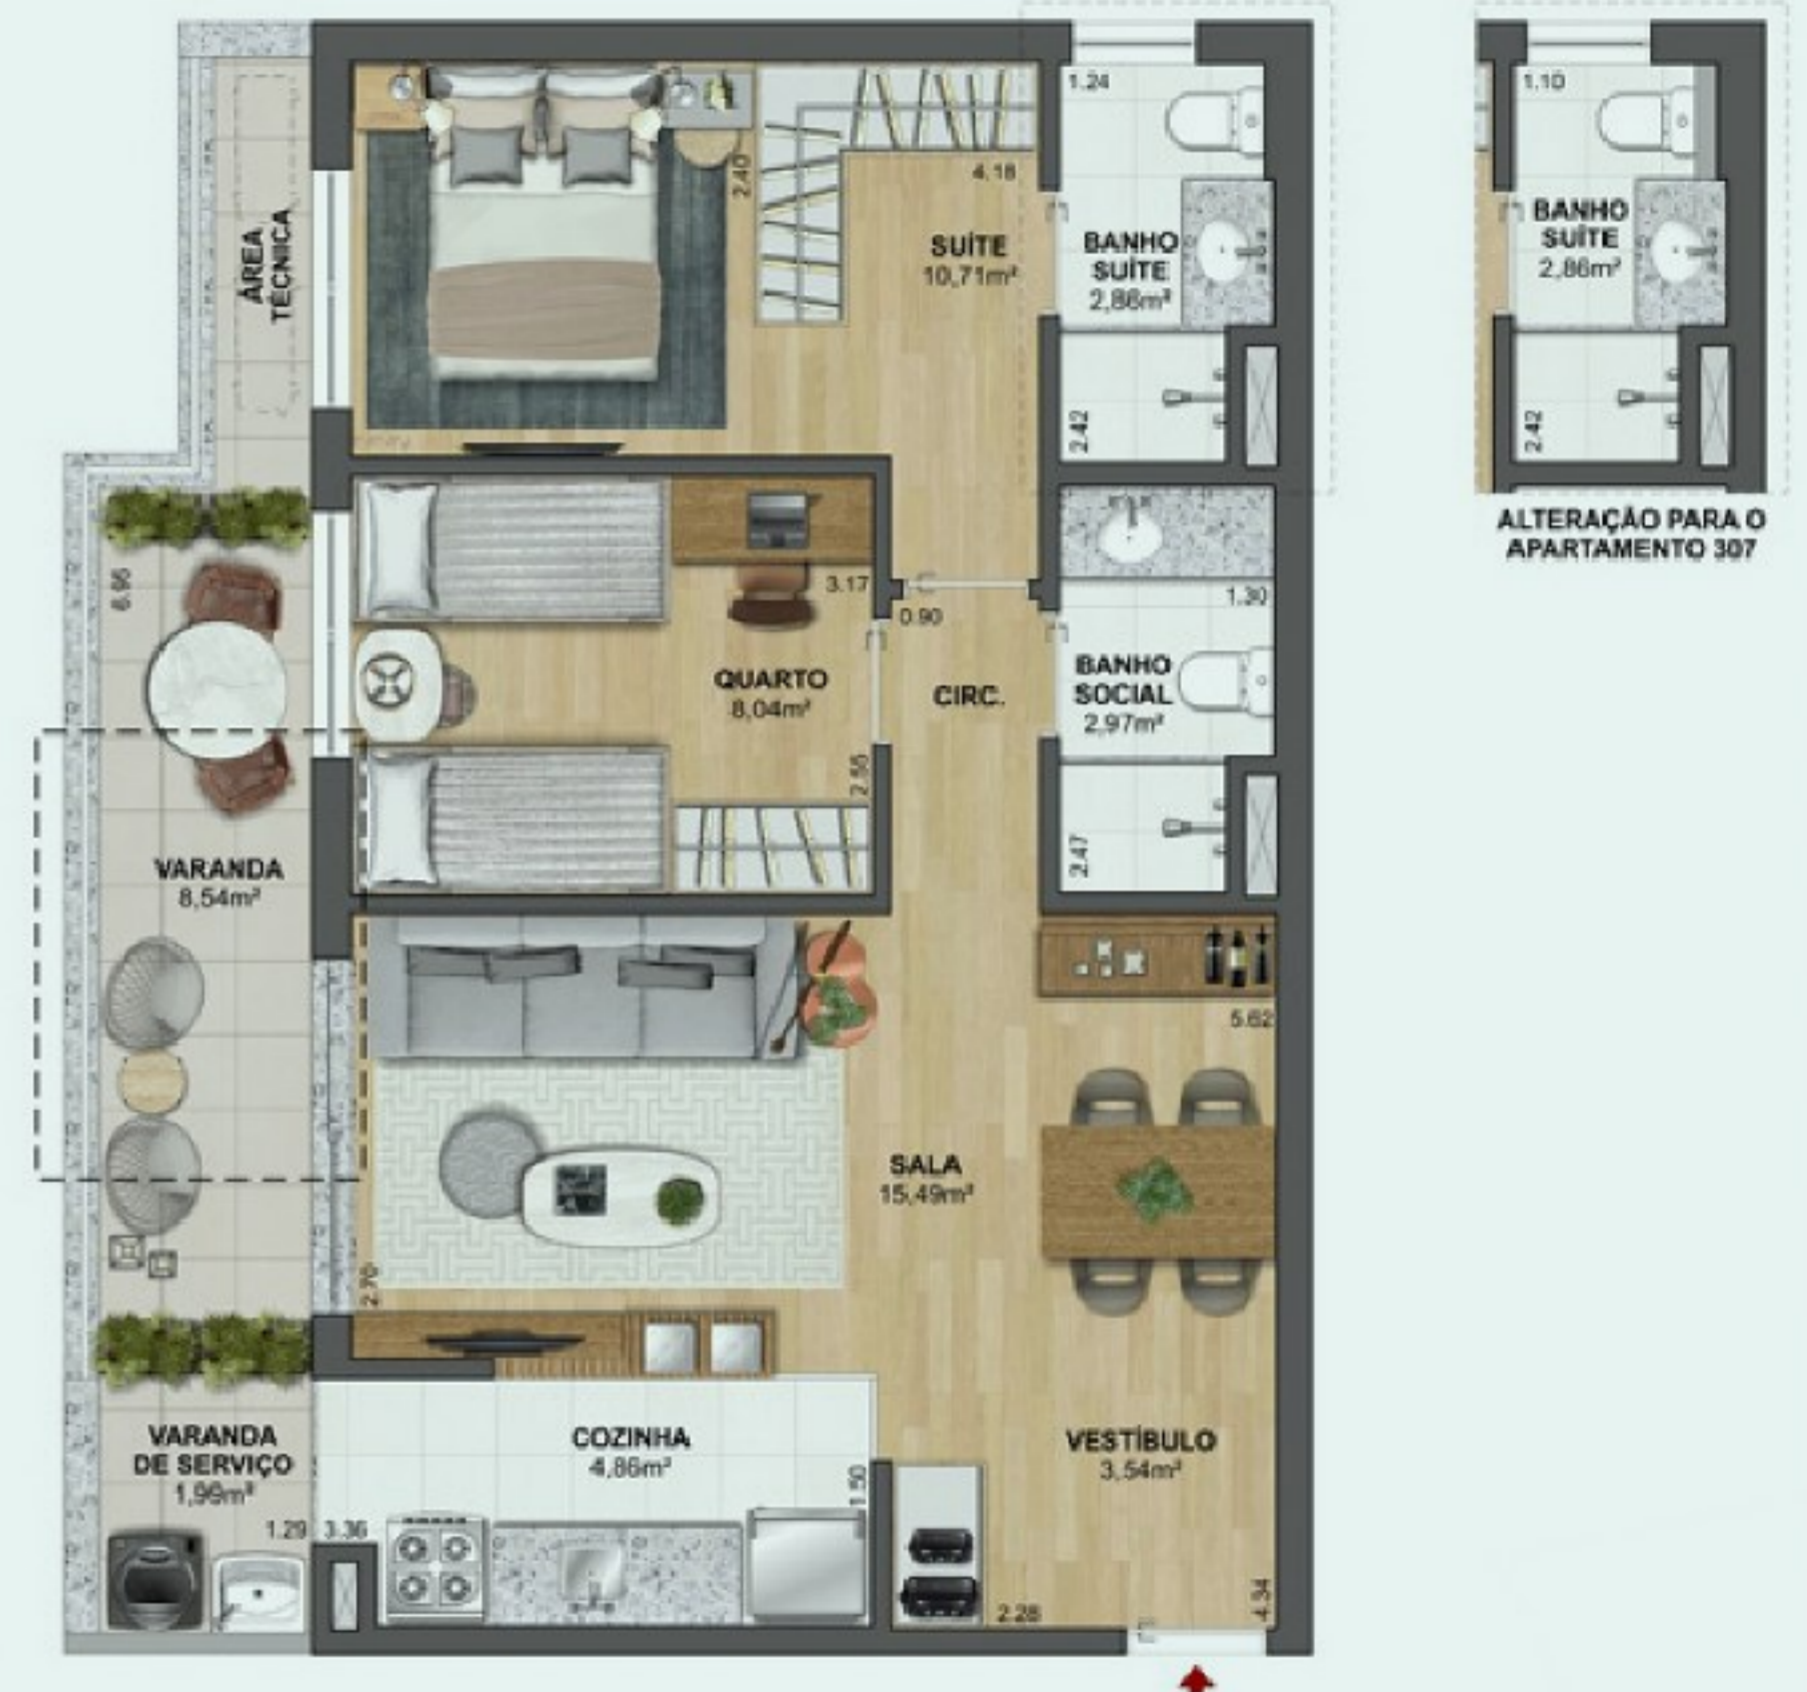 1.24
1.10
2.40
4.18
ÁREA
TÉCNICA
SUÍTE
10,71m²
BANHO
SUÍTE
2,86m²
BANHO
SUÍTE
2,86m²
2.42
2.42
ALTERAÇÃO PARA O
APARTAMENTO 307
6.95
3.17
0.90
1.30
QUARTO
8,04m²
CIRC.
BANHO
SOCIAL
2,97m²
2.55
2.47
VARANDA
8,54m²
5.62
SALA
15,49m²
2.70
VARANDA
DE SERVIÇO
1,99m²
COZINHA
4,86m²
VESTÍBULO
3,54m²
1.50
1.29
3.36
2.28
4.34